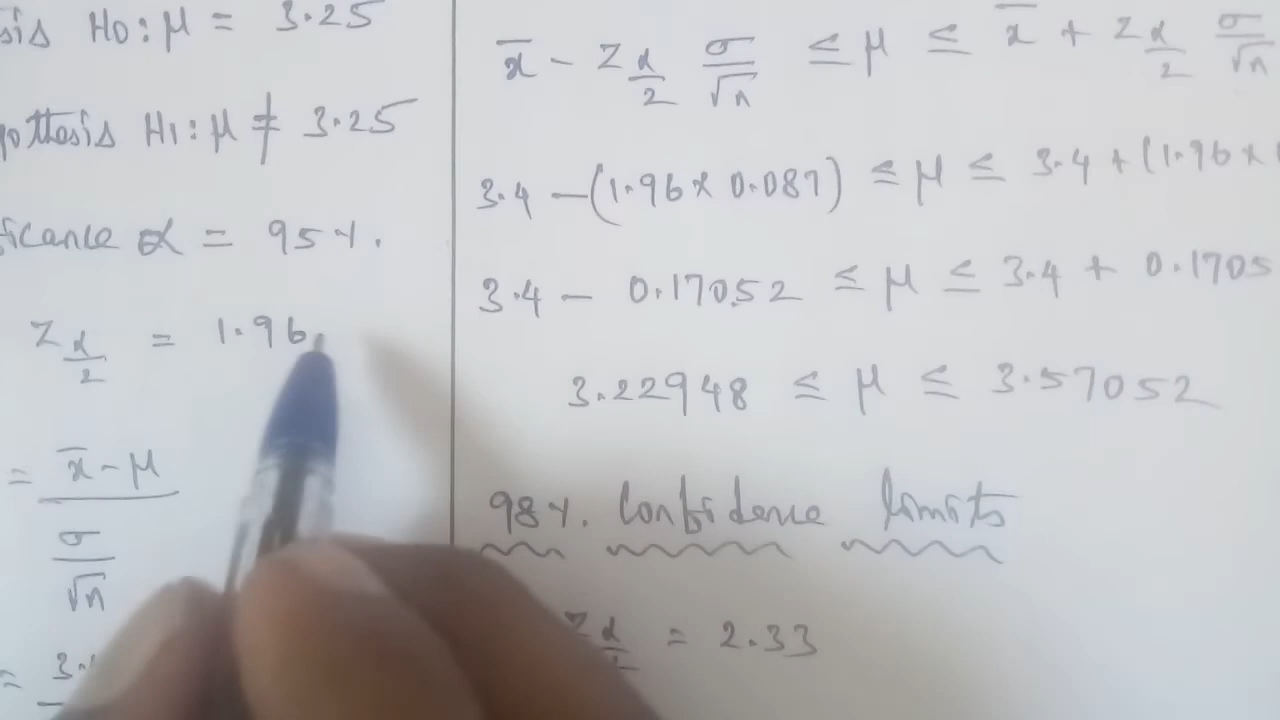 H0 : μ = 3.25
H1 : μ ≠ 3.25
α = 95%.
Z α/2 = 1.96
= x̄ - μ
σ
√n
=
x̄ - Z α/2 σ/√n ≤ μ ≤ x̄ + Z α/2 σ/√n
3.4 - (1.96 × 0.087) ≤ μ ≤ 3.4 + (1.96 ×
3.4 - 0.17052 ≤ μ ≤ 3.4 + 0.1705
3.22948 ≤ μ ≤ 3.57052
98%. Confidence limits
Z α/2 = 2.33